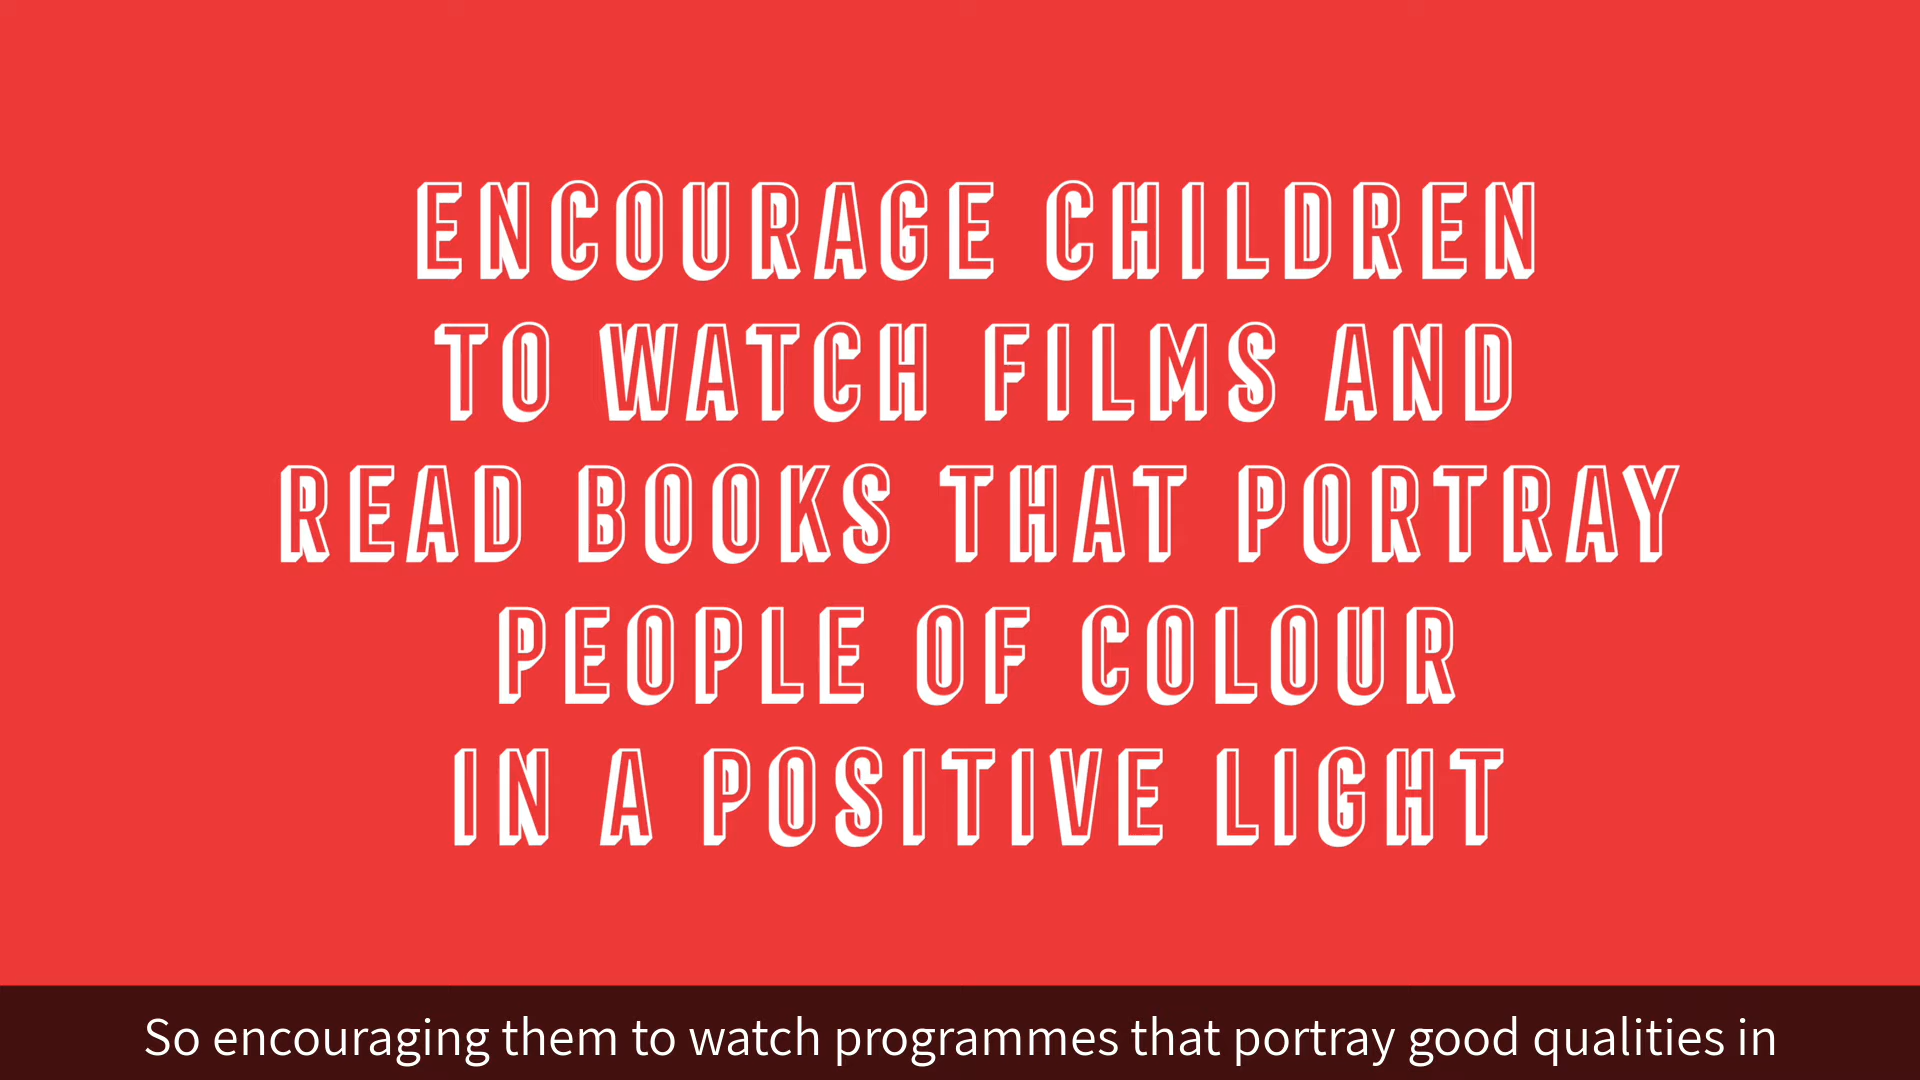 ENCOURAGE CHILDREN
TO WATCH FILMS AND
READ BOOKS THAT PORTRAY
PEOPLE OF COLOUR
IN A POSITIVE LIGHT
So encouraging them to watch programmes that portray good qualities in